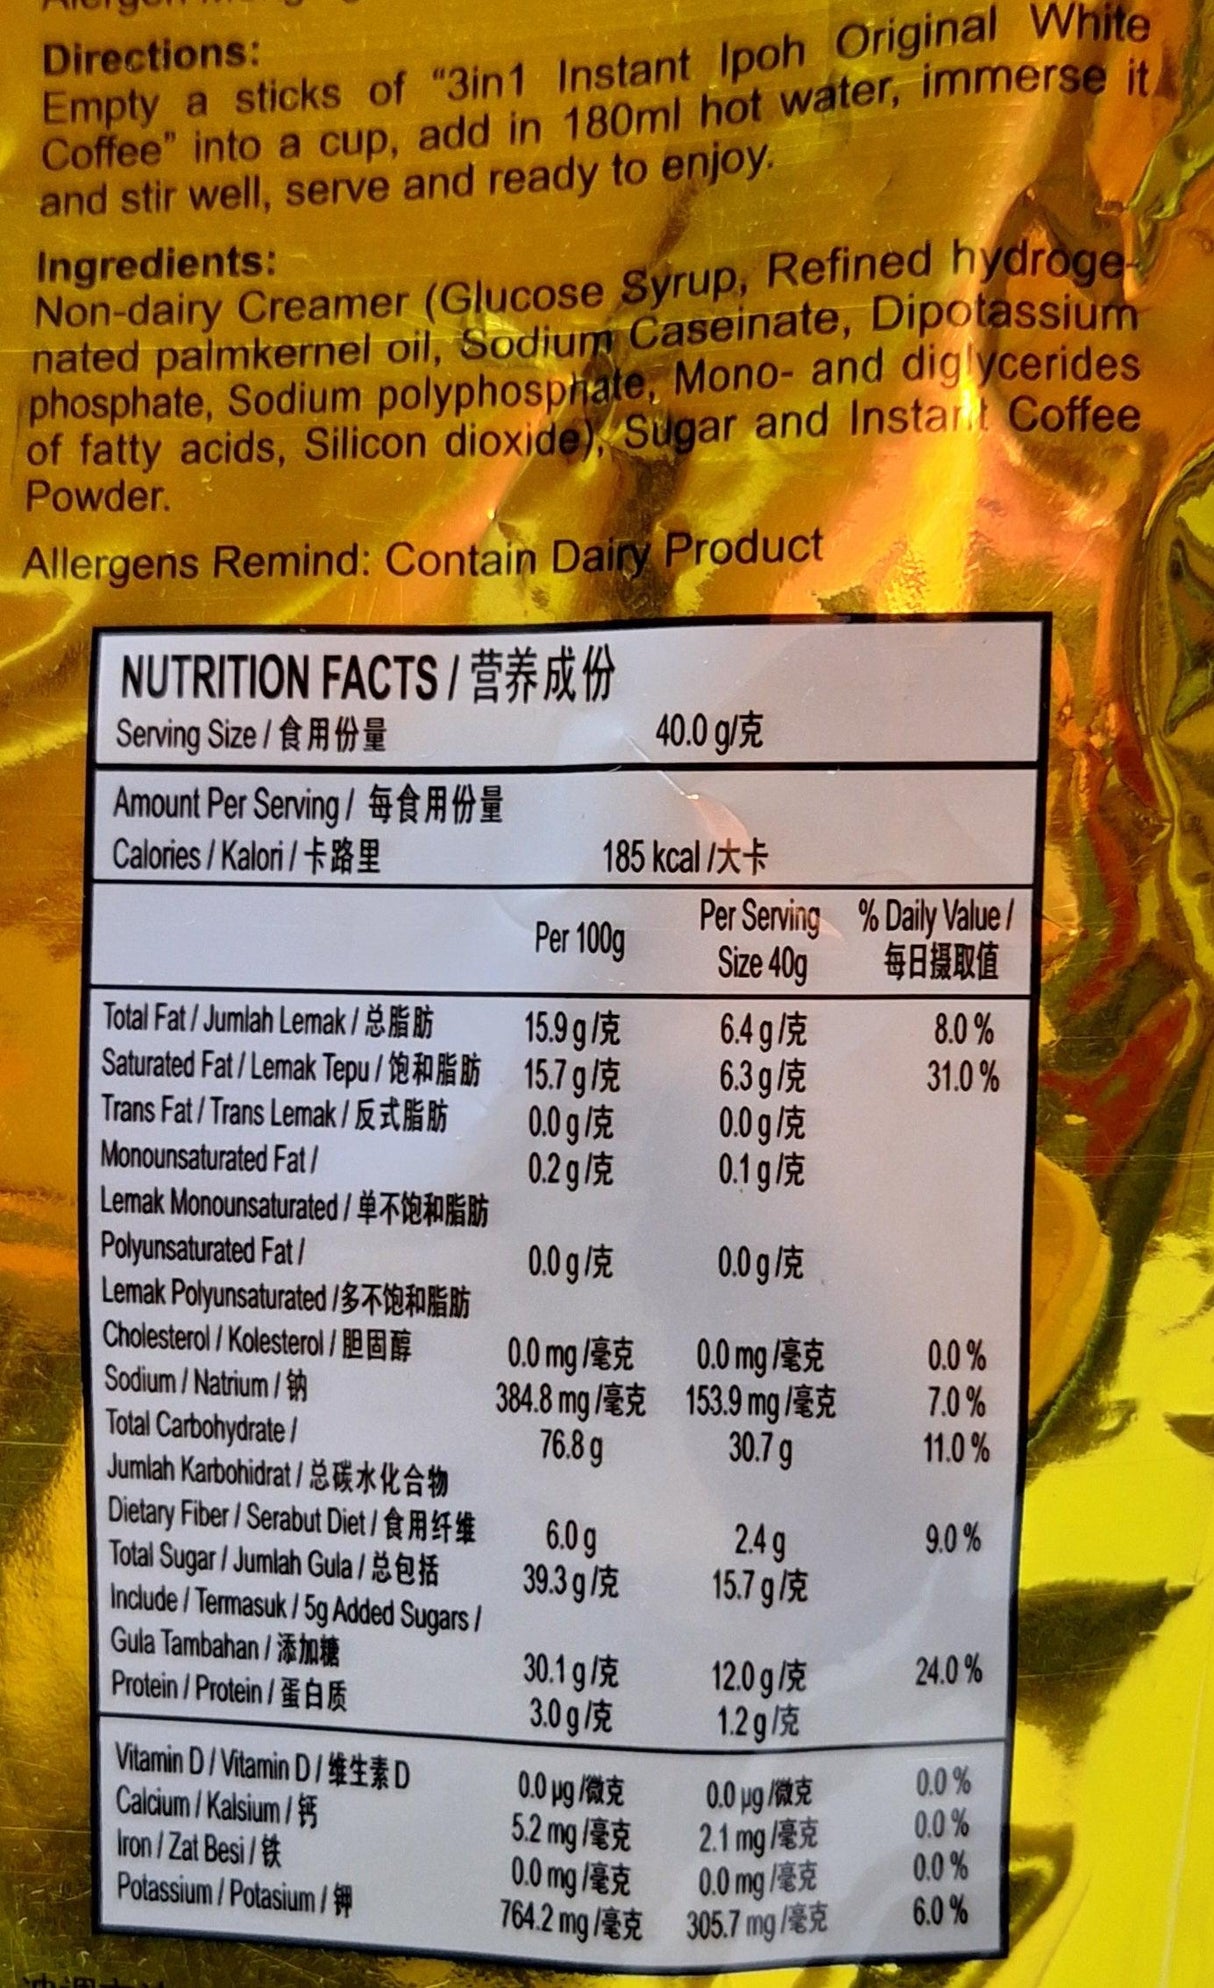 Directions:
Empty a sticks of "3in1 Instant Ipoh Original White
Coffee" into a cup, add in 180ml hot water, immerse it
and stir well, serve and ready to enjoy.
Ingredients:
Non-dairy Creamer (Glucose Syrup, Refined hydroge-
nated palmkernel oil, Sodium Caseinate, Dipotassium
phosphate, Sodium polyphosphate, Mono- and diglycerides
of fatty acids, Silicon dioxide), Sugar and Instant Coffee
Powder.
Allergens Remind: Contain Dairy Product
NUTRITION FACTS / 营养成份
Serving Size / 食用份量 40.0 g/克
Amount Per Serving / 每食用份量
Calories / Kalori / 卡路里 185 kcal /大卡
Per 100g Per Serving Size 40g % Daily Value / 每日摄取值
Total Fat / Jumlah Lemak / 总脂肪 15.9 g /克 6.4 g /克 8.0 %
Saturated Fat / Lemak Tepu / 饱和脂肪 15.7 g /克 6.3 g /克 31.0 %
Trans Fat / Trans Lemak / 反式脂肪 0.0 g /克 0.0 g /克
Monounsaturated Fat / 0.2 g /克 0.1 g /克
Lemak Monounsaturated / 单不饱和脂肪
Polyunsaturated Fat / 0.0 g /克 0.0 g /克
Lemak Polyunsaturated /多不饱和脂肪
Cholesterol / Kolesterol / 胆固醇 0.0 mg /毫克 0.0 mg /毫克 0.0 %
Sodium / Natrium / 钠 384.8 mg /毫克 153.9 mg /毫克 7.0 %
Total Carbohydrate / 76.8 g 30.7 g 11.0 %
Jumlah Karbohidrat / 总碳水化合物
Dietary Fiber / Serabut Diet / 食用纤维 6.0 g 2.4 g 9.0 %
Total Sugar / Jumlah Gula / 总包括 39.3 g /克 15.7 g /克
Include / Termasuk / 5g Added Sugars /
Gula Tambahan / 添加糖 30.1 g /克 12.0 g /克 24.0 %
Protein / Protein / 蛋白质 3.0 g /克 1.2 g /克
Vitamin D / Vitamin D / 维生素 D 0.0 µg /微克 0.0 µg /微克 0.0 %
Calcium / Kalsium / 钙 5.2 mg /毫克 2.1 mg /毫克 0.0 %
Iron / Zat Besi / 铁 0.0 mg /毫克 0.0 mg /毫克 0.0 %
Potassium / Potasium / 钾 764.2 mg /毫克 305.7 mg /毫克 6.0 %